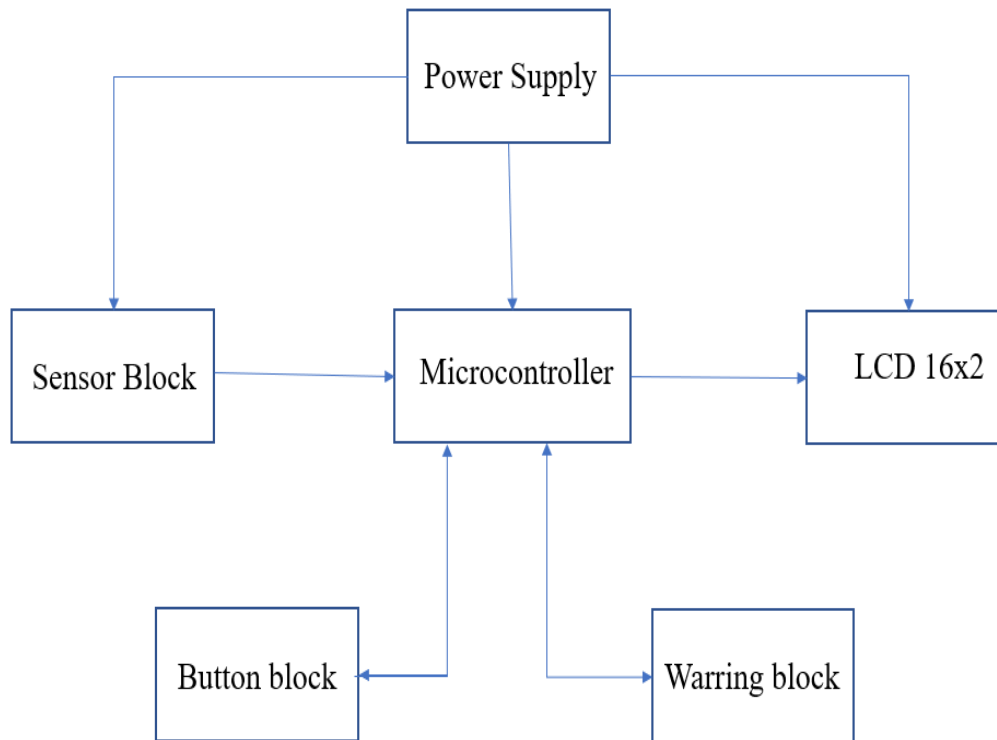 Power Supply
Sensor Block
Microcontroller
LCD 16x2
Button block
Warring block